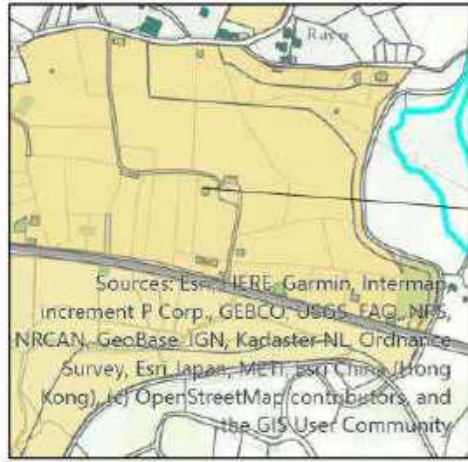 Sources: Esri, HERE, Garmin, Intermap,
increment P Corp., GEBCO, USGS, FAO, NPS,
NRCAN, GeoBase, IGN, Kadaster NL, Ordnance
Survey, Esri Japan, METI, Esri China (Hong
Kong), (c) OpenStreetMap contributors, and
the GIS User Community